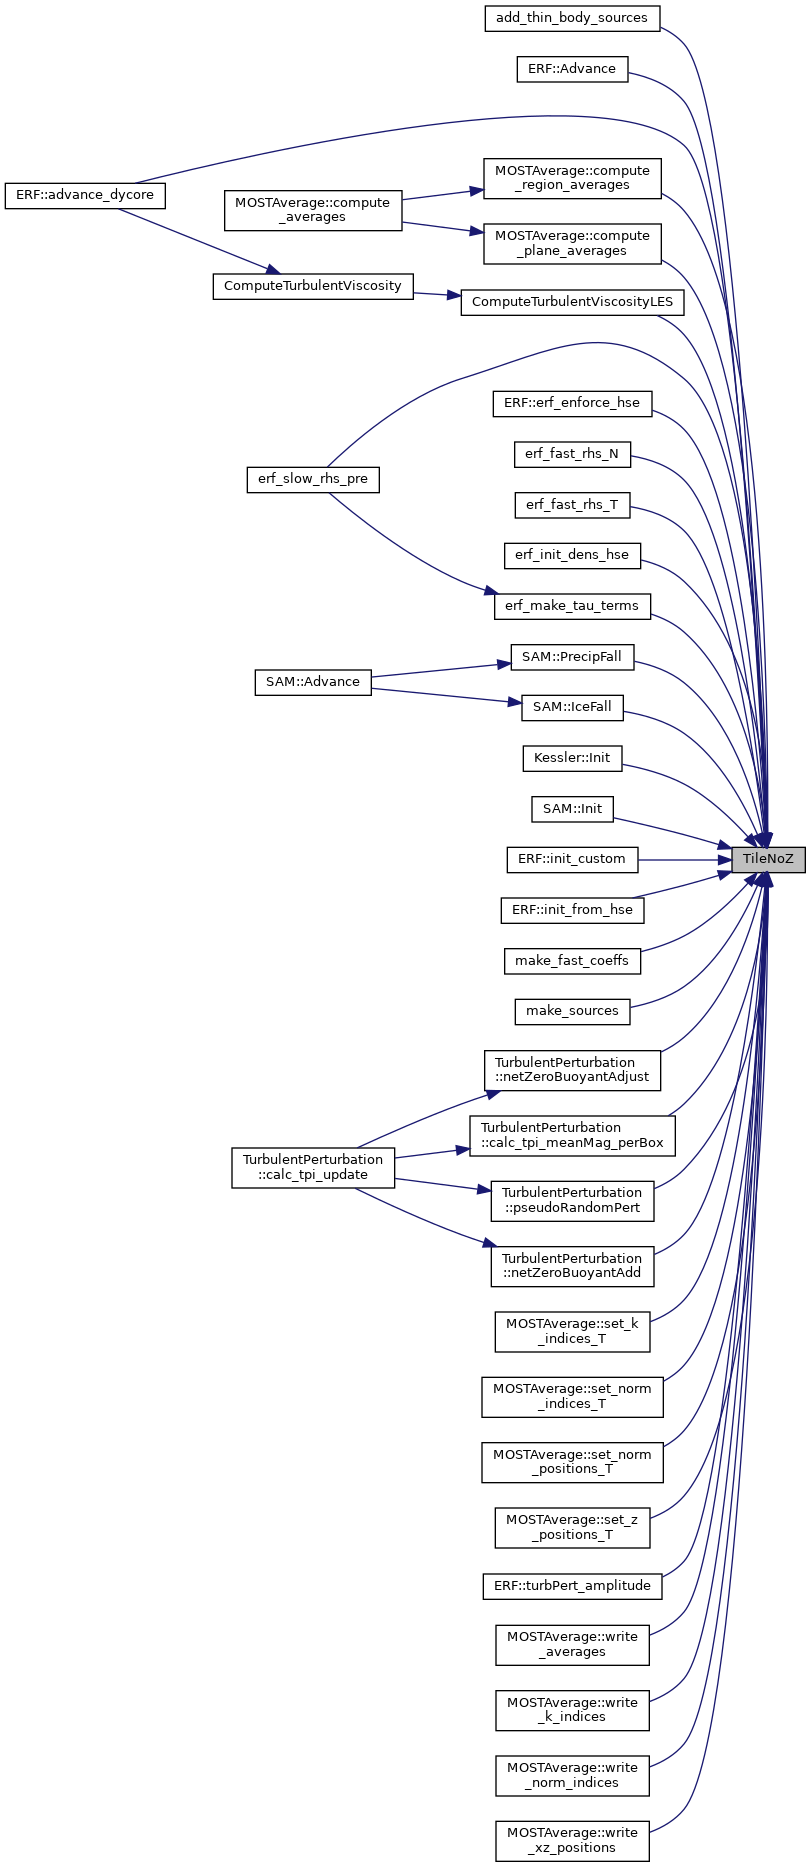 add_thin_body_sources
ERF::Advance
ERF::advance_dycore
MOSTAverage::compute
_averages
MOSTAverage::compute
_region_averages
MOSTAverage::compute
_plane_averages
ComputeTurbulentViscosity
ComputeTurbulentViscosityLES
ERF::erf_enforce_hse
erf_fast_rhs_N
erf_slow_rhs_pre
erf_fast_rhs_T
erf_init_dens_hse
erf_make_tau_terms
SAM::PrecipFall
SAM::Advance
SAM::IceFall
Kessler::Init
SAM::Init
TileNoZ
ERF::init_custom
ERF::init_from_hse
make_fast_coeffs
make_sources
TurbulentPerturbation
::netZeroBuoyantAdjust
TurbulentPerturbation
::calc_tpi_meanMag_perBox
TurbulentPerturbation
::calc_tpi_update
TurbulentPerturbation
::pseudoRandomPert
TurbulentPerturbation
::netZeroBuoyantAdd
MOSTAverage::set_k
_indices_T
MOSTAverage::set_norm
_indices_T
MOSTAverage::set_norm
_positions_T
MOSTAverage::set_z
_positions_T
ERF::turbPert_amplitude
MOSTAverage::write
_averages
MOSTAverage::write
_k_indices
MOSTAverage::write
_norm_indices
MOSTAverage::write
_xz_positions